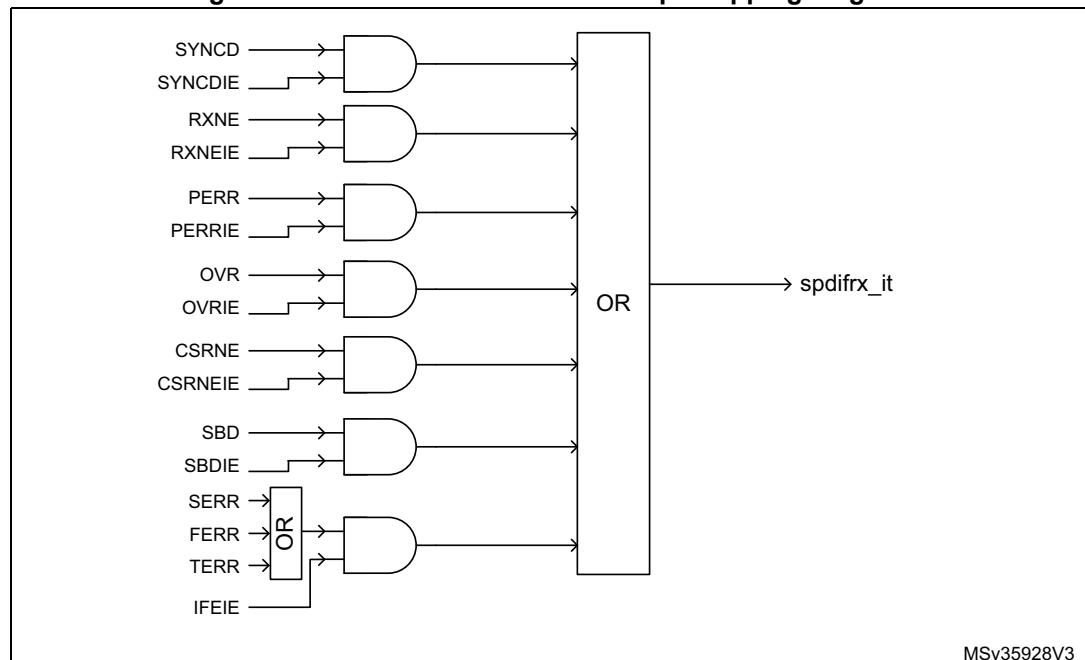 SYNCD
SYNCDIE
RXNE
RXNEIE
PERR
PERRIE
OVR
OVRIE
CSRNE
CSRNEIE
SBD
SBDIE
SERR
FERR
TERR
OR
IFEIE
OR
spdifrx_it
MSv35928V3